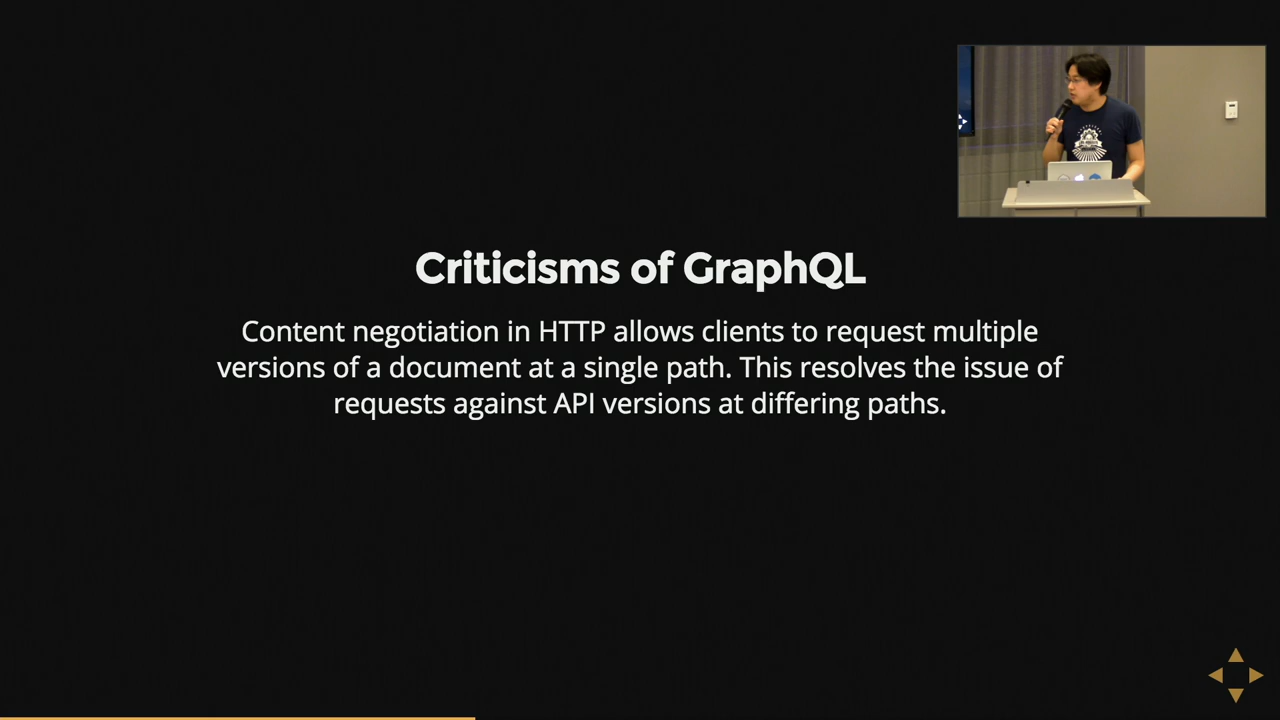 Criticisms of GraphQL
Content negotiation in HTTP allows clients to request multiple
versions of a document at a single path. This resolves the issue of
requests against API versions at differing paths.